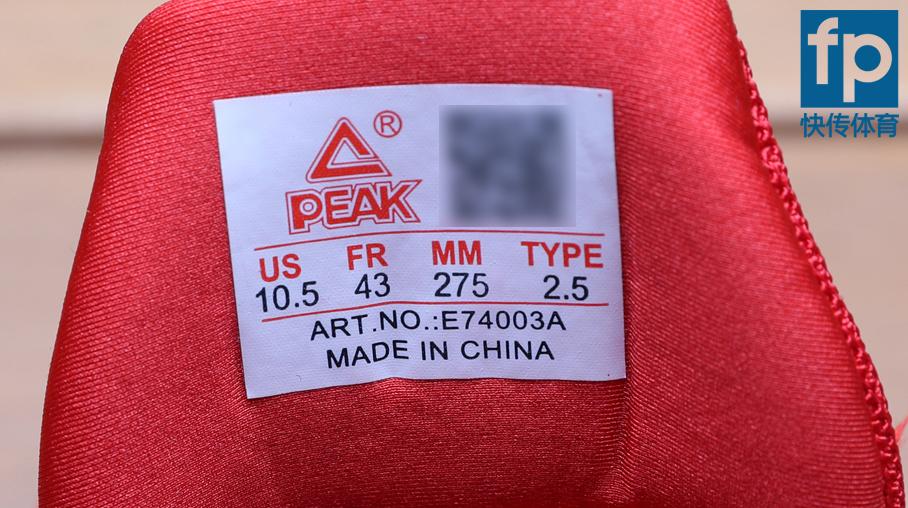 fp
快传体育
®
PEAK
US FR MM TYPE
10.5 43 275 2.5
ART.NO.:E74003A
MADE IN CHINA